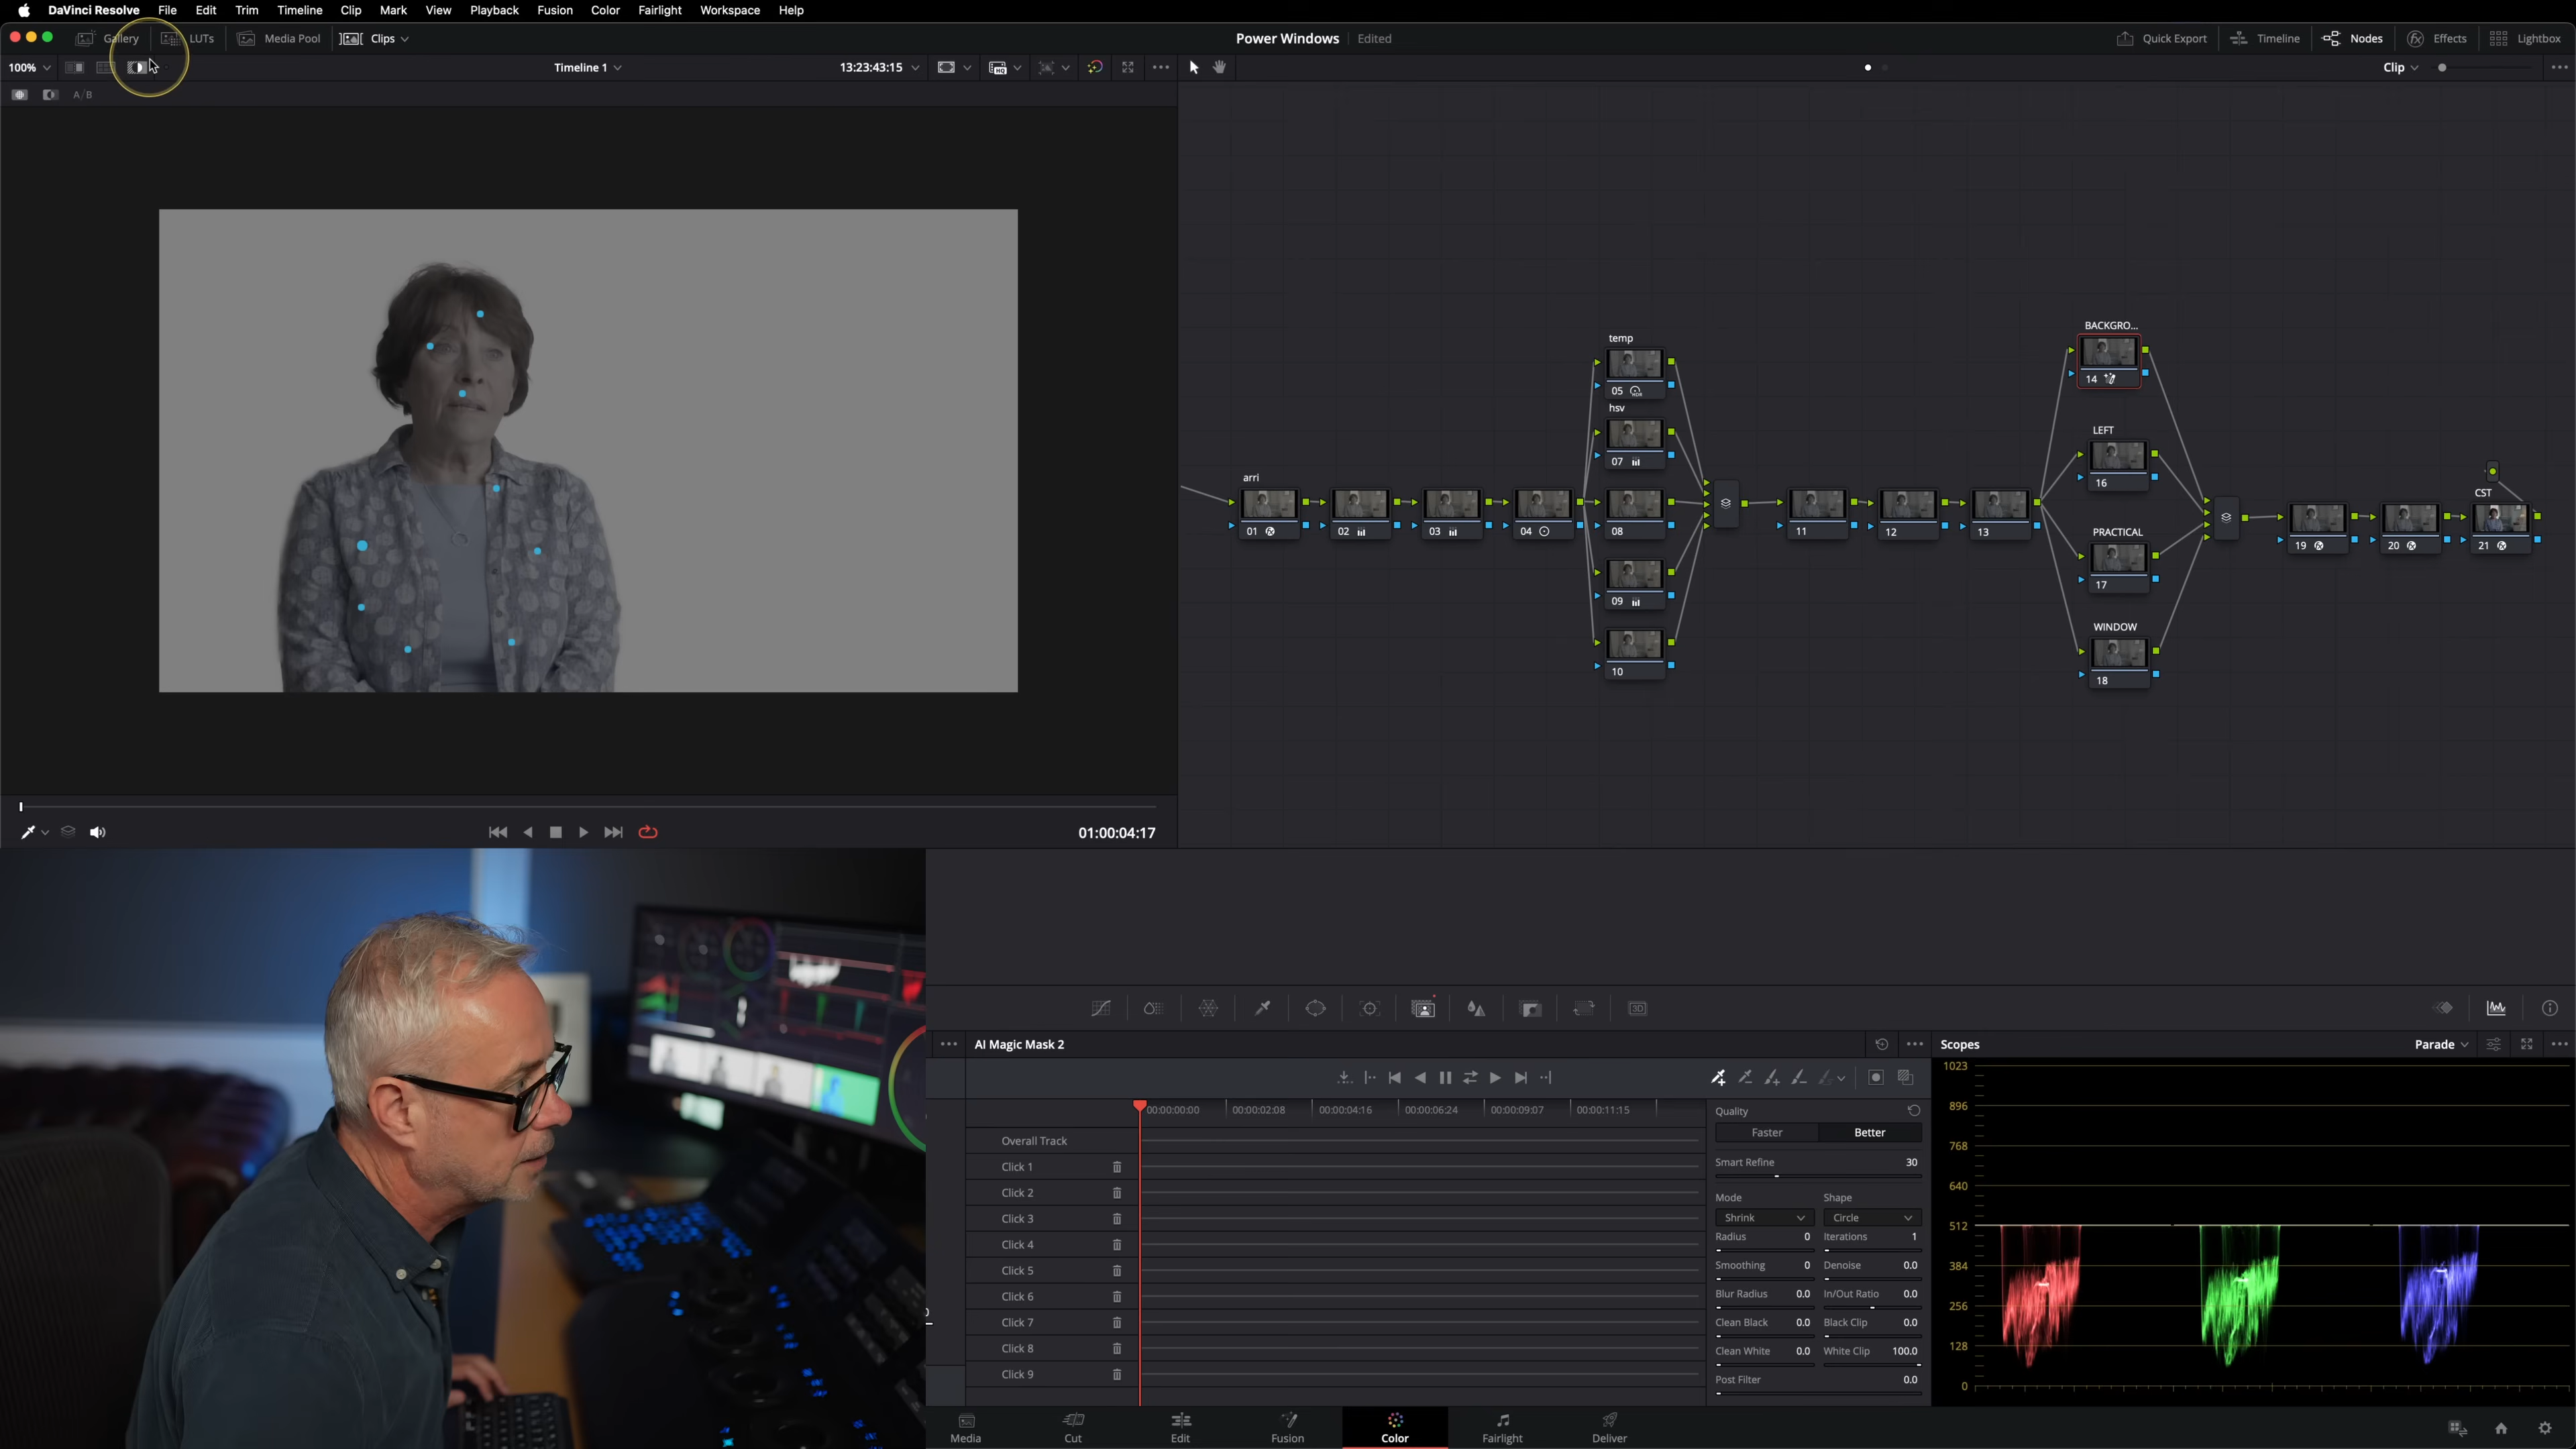 DaVinci Resolve File Edit Trim Timeline Clip Mark View Playback Fusion Color Fairlight Workspace Help
Gallery LUTs Media Pool Clips Power Windows Edited Quick Export Timeline Nodes Effects Lightbox
100% Timeline 1 13:23:43:15 HQ Clip
A/B
BACKGRO...
14
temp
05 HDR
hsv
07
LEFT
16
arri
CST
01 02 03 04 08 11 12 13 19 20 21
PRACTICAL
17
09
WINDOW
18
10
01:00:04:17
3D
AI Magic Mask 2
Scopes Parade
00:00:00:00 00:00:02:08 00:00:04:16 00:00:06:24 00:00:09:07 00:00:11:15
Overall Track
Click 1
Click 2
Click 3
Click 4
Click 5
Click 6
Click 7
Click 8
Click 9
Quality
Faster Better
Smart Refine 30
Mode Shape
Shrink Circle
Radius 0 Iterations 1
Smoothing 0 Denoise 0.0
Blur Radius 0.0 In/Out Ratio 0.0
Clean Black 0.0 Black Clip 0.0
Clean White 0.0 White Clip 100.0
Post Filter 0.0
1023
896
768
640
512
384
256
128
0
Media Cut Edit Fusion Color Fairlight Deliver